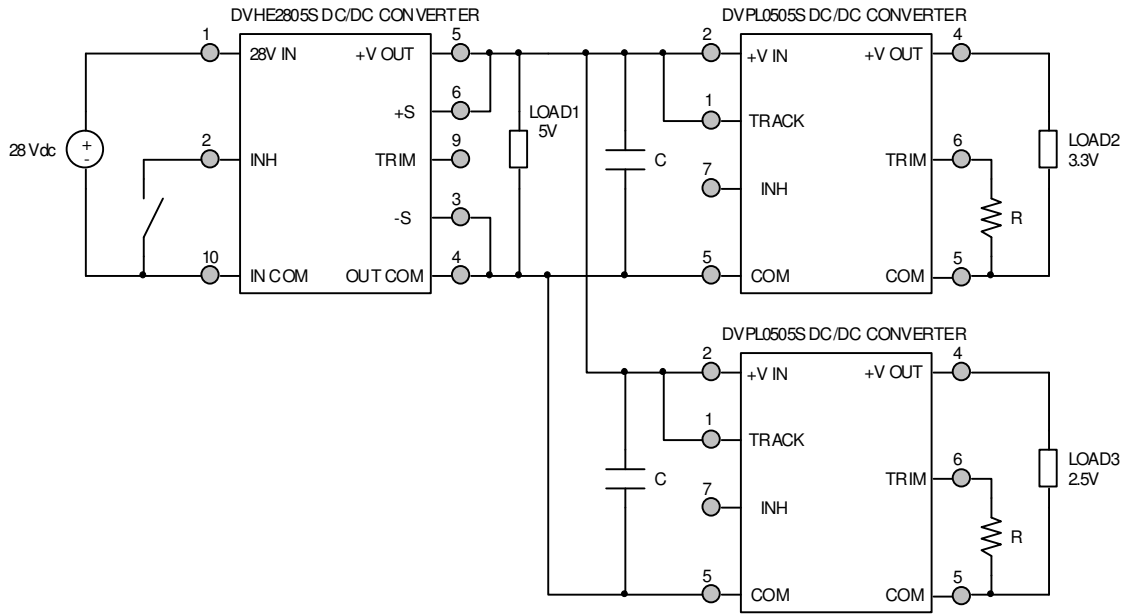 DVHE2805S DC/DC CONVERTER
1
28V IN
+V OUT
5
+S
6
2
INH
TRIM
9
-S
3
10
IN COM
OUT COM
4
28 Vdc
+
-
LOAD1
5V
C
DVPL0505S DC/DC CONVERTER
2
+V IN
+V OUT
4
1
TRACK
TRIM
6
7
INH
R
LOAD2
3.3V
5
COM
COM
5
DVPL0505S DC/DC CONVERTER
2
+V IN
+V OUT
4
1
TRACK
TRIM
6
C
7
INH
R
LOAD3
2.5V
5
COM
COM
5